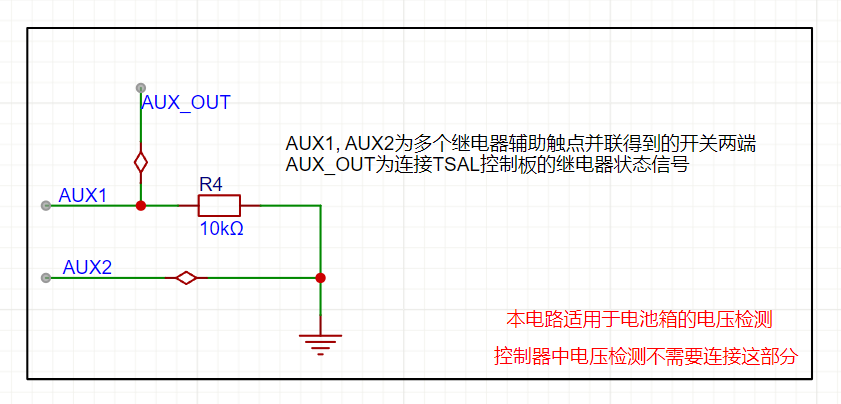 AUX_OUT
AUX1, AUX2为多个继电器辅助触点并联得到的开关两端
AUX_OUT为连接TSAL控制板的继电器状态信号
R4
AUX1
10kΩ
AUX2
本电路适用于电池箱的电压检测
控制器中电压检测不需要连接这部分